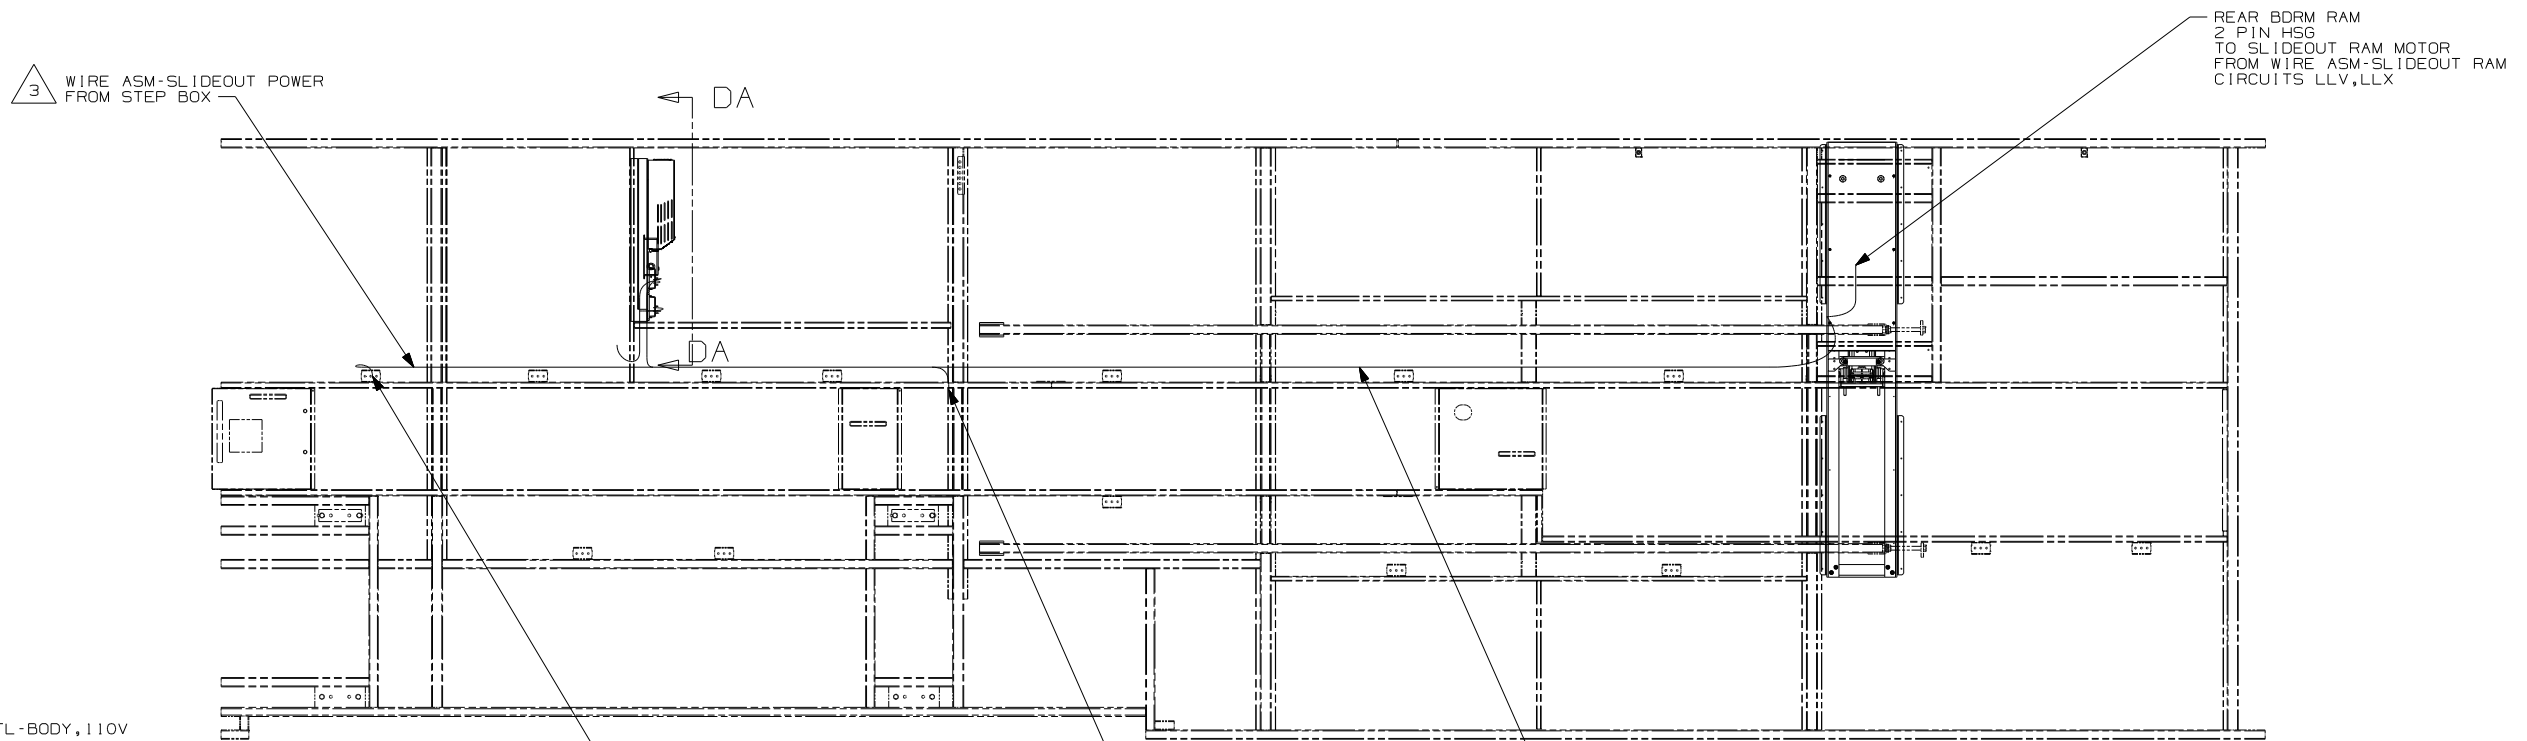 REAR BDRM RAM
2 PIN HSG
TO SLIDEOUT RAM MOTOR
FROM WIRE ASM-SLIDEOUT RAM
CIRCUITS LLV,LLX
3
WIRE ASM-SLIDEOUT POWER
FROM STEP BOX
DA
DA
TL-BODY,110V